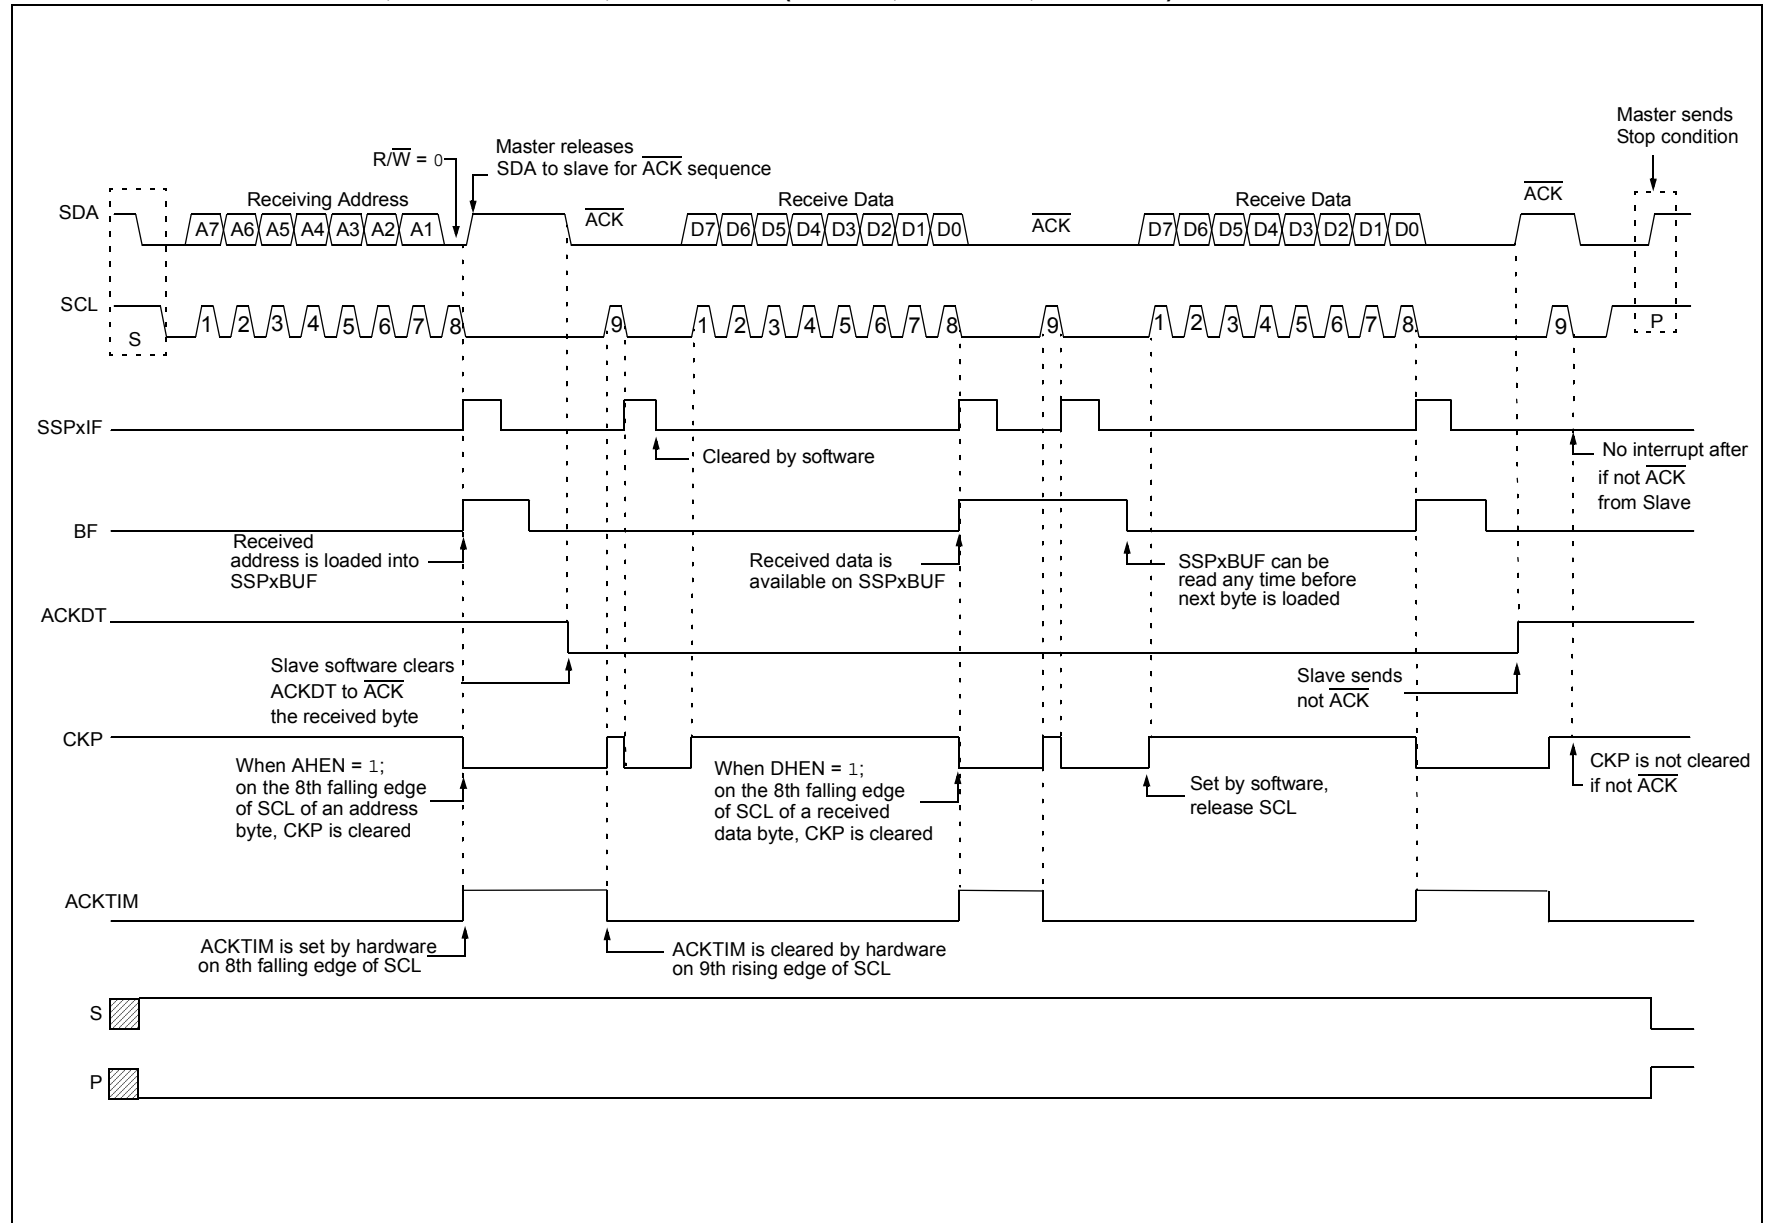 Master sends
Stop condition
Master releases
SDA to slave for ACK sequence
R/W = 0
Receiving Address
ACK
Receive Data
ACK
Receive Data
ACK
SDA
A7 A6 A5 A4 A3 A2 A1
D7 D6 D5 D4 D3 D2 D1 D0
D7 D6 D5 D4 D3 D2 D1 D0
SCL
S
1 2 3 4 5 6 7 8 9
1 2 3 4 5 6 7 8 9
1 2 3 4 5 6 7 8 9
P
SSPxIF
Cleared by software
No interrupt after
if not ACK
from Slave
BF
Received
address is loaded into
SSPxBUF
Received data is
available on SSPxBUF
SSPxBUF can be
read any time before
next byte is loaded
ACKDT
Slave software clears
ACKDT to ACK
the received byte
Slave sends
not ACK
CKP
When AHEN = 1;
on the 8th falling edge
of SCL of an address
byte, CKP is cleared
When DHEN = 1;
on the 8th falling edge
of SCL of a received
data byte, CKP is cleared
Set by software,
release SCL
CKP is not cleared
if not ACK
ACKTIM
ACKTIM is set by hardware
on 8th falling edge of SCL
ACKTIM is cleared by hardware
on 9th rising edge of SCL
S
P